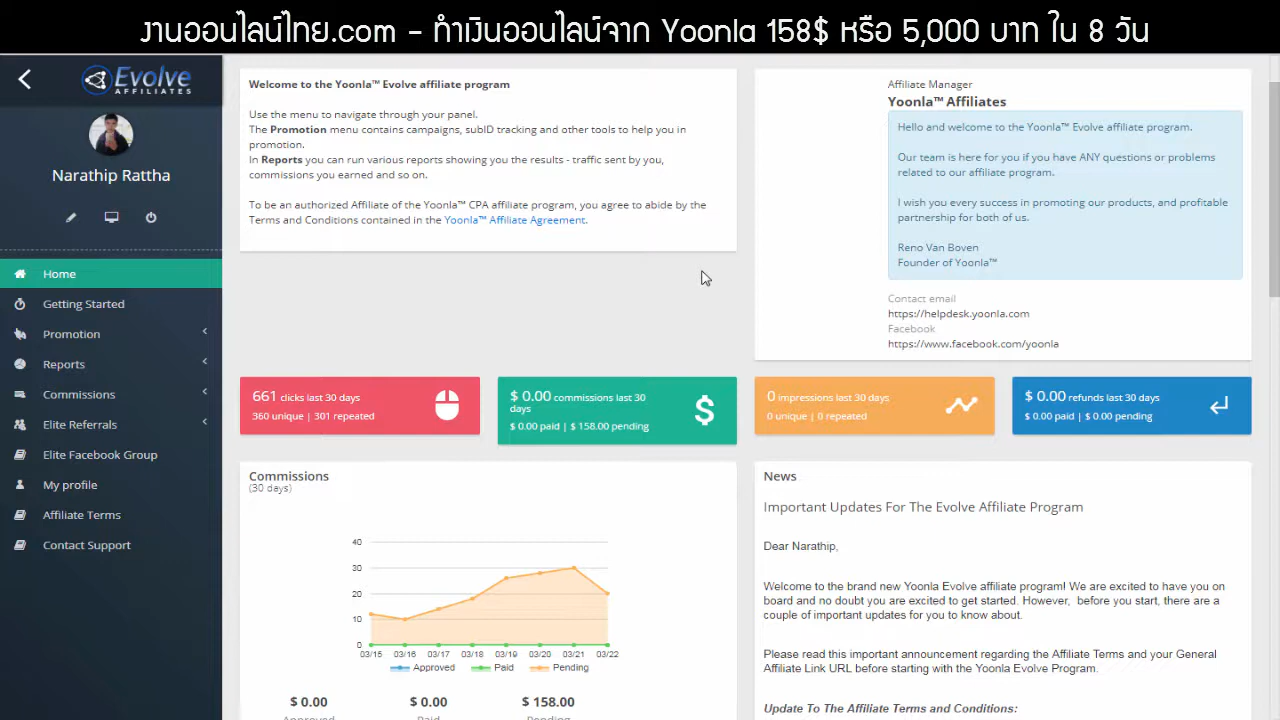 งานออนไลน์ไทย.com - ทำเงินออนไลน์จาก Yoonla 158$ หรือ 5,000 บาท ใน 8 วัน
Evolve
AFFILIATES
Narathip Rattha
Home
Getting Started
Promotion
Reports
Commissions
Elite Referrals
Elite Facebook Group
My profile
Affiliate Terms
Contact Support
Welcome to the Yoonla™ Evolve affiliate program
Use the menu to navigate through your panel.
The Promotion menu contains campaigns, subID tracking and other tools to help you in
promotion.
In Reports you can run various reports showing you the results - traffic sent by you,
commissions you earned and so on.
To be an authorized Affiliate of the Yoonla™ CPA affiliate program, you agree to abide by the
Terms and Conditions contained in the Yoonla™ Affiliate Agreement.
Affiliate Manager
Yoonla™ Affiliates
Hello and welcome to the Yoonla™ Evolve affiliate program.
Our team is here for you if you have ANY questions or problems
related to our affiliate program.
I wish you every success in promoting our products, and profitable
partnership for both of us.
Reno Van Boven
Founder of Yoonla™
Contact email
https://helpdesk.yoonla.com
Facebook
https://www.facebook.com/yoonla
661 clicks last 30 days
360 unique | 301 repeated
$ 0.00 commissions last 30
days
$ 0.00 paid | $ 158.00 pending
0 impressions last 30 days
0 unique | 0 repeated
$ 0.00 refunds last 30 days
$ 0.00 paid | $ 0.00 pending
Commissions
(30 days)
40
30
20
10
0
03/15 03/16 03/17 03/18 03/19 03/20 03/21 03/22
Approved Paid Pending
$ 0.00 $ 0.00 $ 158.00
Approved Paid Pending
News
Important Updates For The Evolve Affiliate Program
Dear Narathip,
Welcome to the brand new Yoonla Evolve affiliate program! We are excited to have you on
board and no doubt you are excited to get started. However, before you start, there are a
couple of important updates for you to know about.
Please read this important announcement regarding the Affiliate Terms and your General
Affiliate Link URL before starting with the Yoonla Evolve Program.
Update To The Affiliate Terms and Conditions: